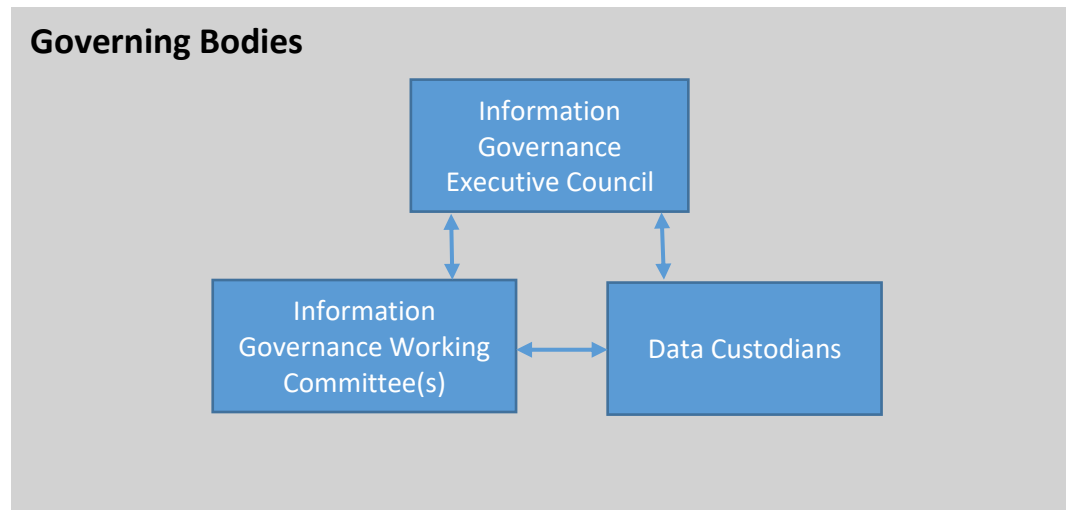 Governing Bodies
Information
Governance
Executive Council
Information
Governance Working
Committee(s)
Data Custodians